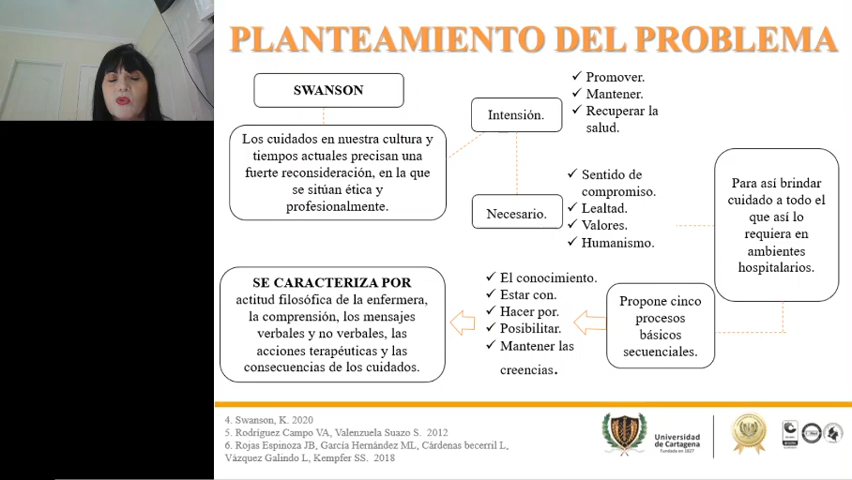 PLANTEAMIENTO DEL PROBLEMA
SWANSON
Los cuidados en nuestra cultura y
tiempos actuales precisan una
fuerte reconsideración, en la que
se sitúan ética y
profesionalmente.
Intensión.
✓ Promover.
✓ Mantener.
✓ Recuperar la
salud.
Necesario.
✓ Sentido de
compromiso.
✓ Lealtad.
✓ Valores.
✓ Humanismo.
Para así brindar
cuidado a todo el
que así lo
requiera en
ambientes
hospitalarios.
Propone cinco
procesos
básicos
secuenciales.
✓ El conocimiento.
✓ Estar con.
✓ Hacer por.
✓ Posibilitar.
✓ Mantener las
creencias.
SE CARACTERIZA POR
actitud filosófica de la enfermera,
la comprensión, los mensajes
verbales y no verbales, las
acciones terapéuticas y las
consecuencias de los cuidados.
4. Swanson, K. 2020
5. Rodríguez Campo VA, Valenzuela Suazo S. 2012
6. Rojas Espinoza JB, García Hernández ML, Cárdenas becerril L,
Vázquez Galindo L, Kempfer SS. 2018
Universidad
de Cartagena
Fundada en 1827